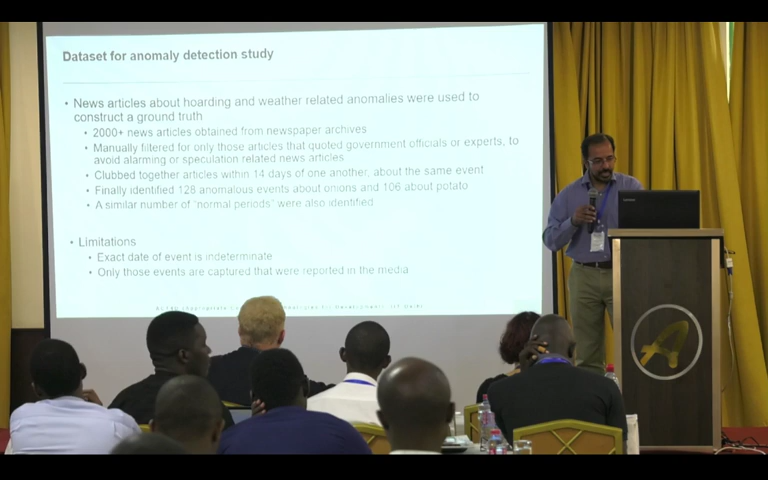 Dataset for anomaly detection study
• News articles about hoarding and weather related anomalies were used to
construct a ground truth
• 2000+ news articles obtained from newspaper archives
• Manually filtered for only those articles that quoted government officials or experts, to
avoid alarming or speculation related news articles
• Clubbed together articles within 14 days of one another, about the same event
• Finally identified 128 anomalous events about onions and 106 about potato
• A similar number of "normal periods" were also identified
• Limitations
• Exact date of event is indeterminate
• Only those events are captured that were reported in the media